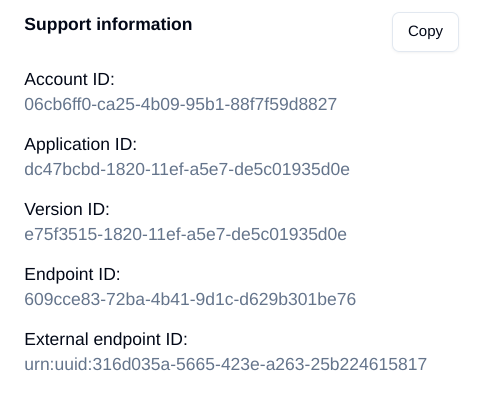 Support information
Copy
Account ID:
06cb6ff0-ca25-4b09-95b1-88f7f59d8827
Application ID:
dc47bcbd-1820-11ef-a5e7-de5c01935d0e
Version ID:
e75f3515-1820-11ef-a5e7-de5c01935d0e
Endpoint ID:
609cce83-72ba-4b41-9d1c-d629b301be76
External endpoint ID:
urn:uuid:316d035a-5665-423e-a263-25b224615817